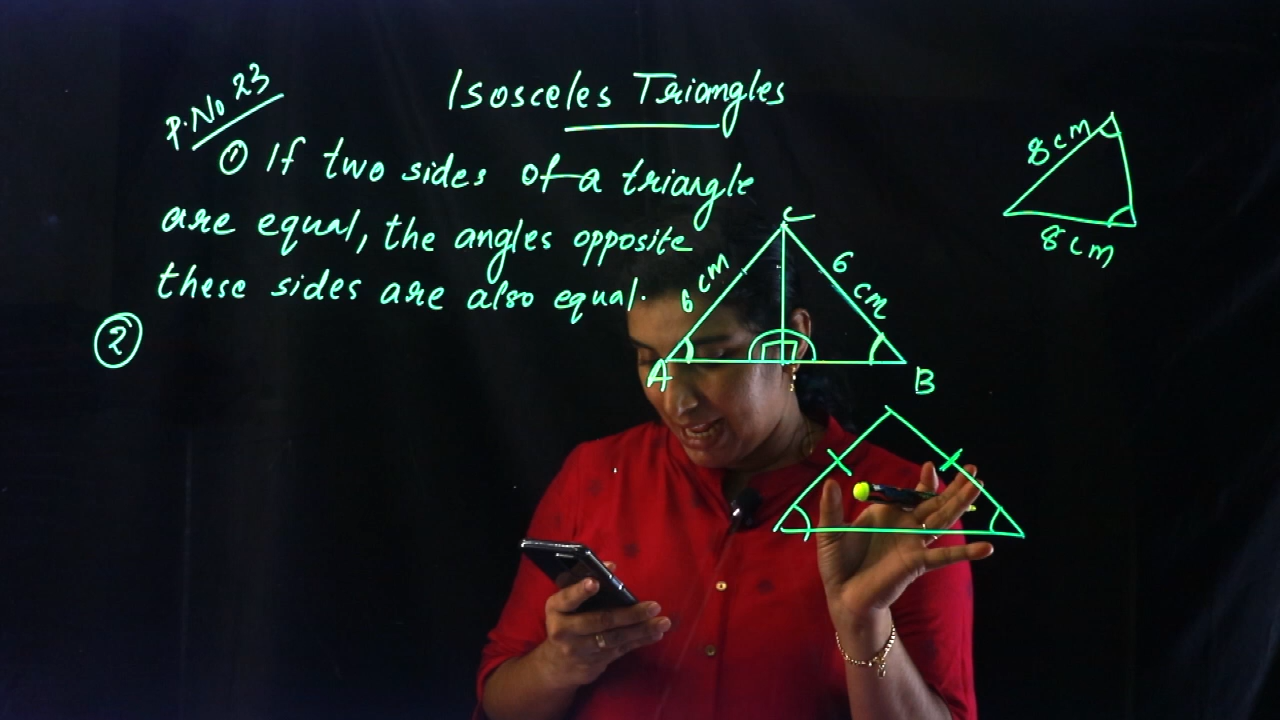 P.No 23
Isosceles Triangles
① If two sides of a triangle
are equal, the angles opposite
these sides are also equal.
②
C
6 cm
6 cm
A
B
8 cm
8 cm